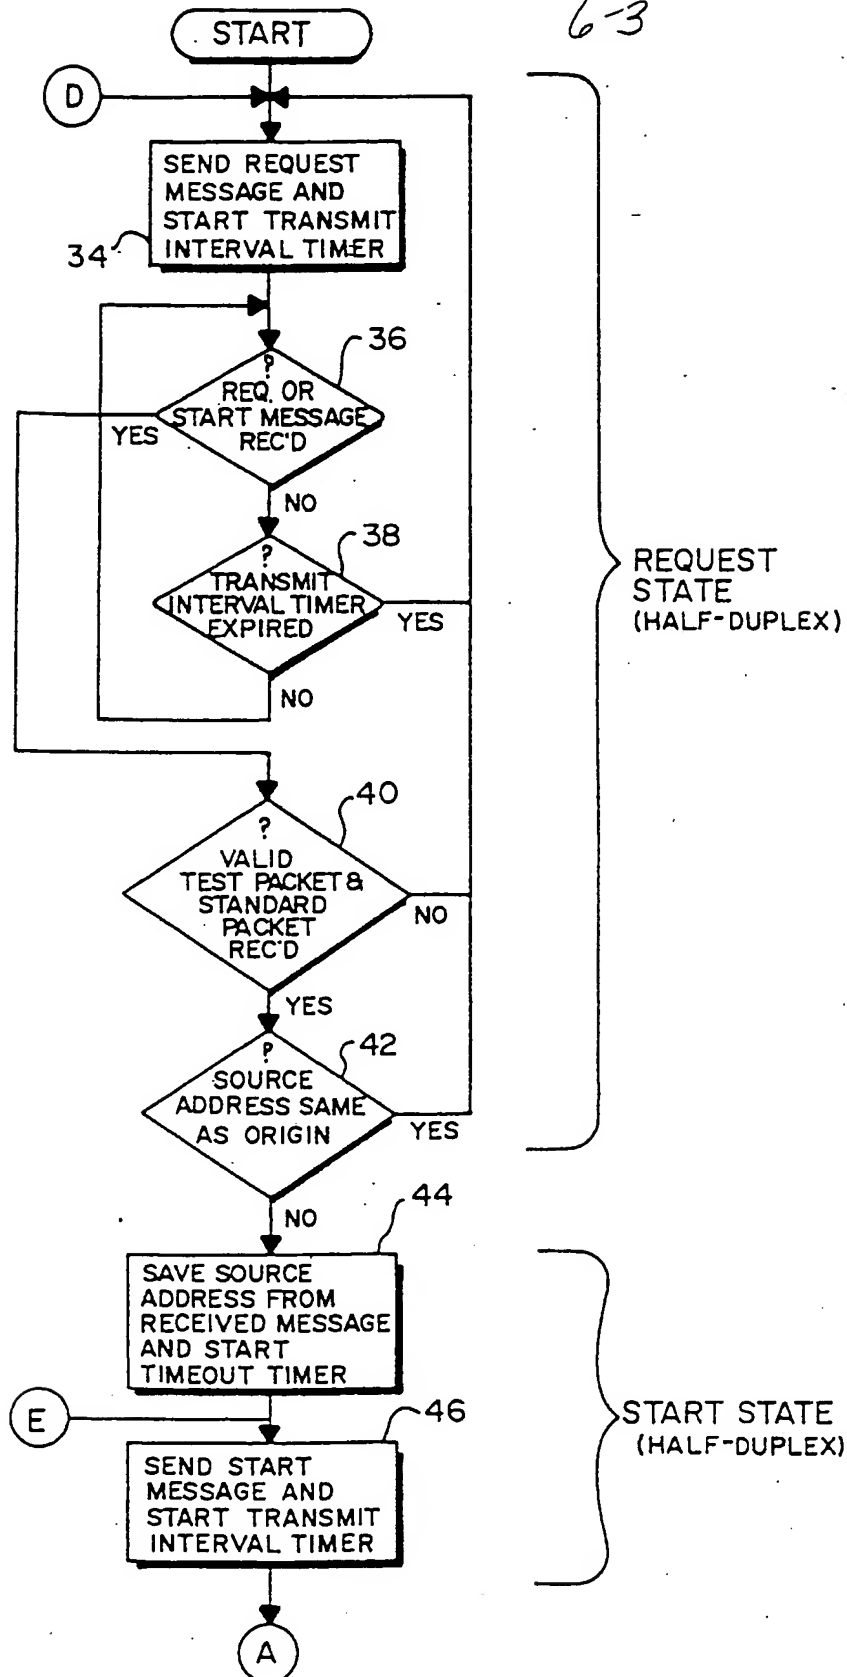 6-3
START
D
SEND REQUEST
MESSAGE AND
START TRANSMIT
INTERVAL TIMER
34
36
?
REQ. OR
START MESSAGE
REC'D
YES
NO
38
?
TRANSMIT
INTERVAL TIMER
EXPIRED
YES
NO
REQUEST
STATE
(HALF-DUPLEX)
40
?
VALID
TEST PACKET &
STANDARD
PACKET
REC'D
NO
YES
42
?
SOURCE
ADDRESS SAME
AS ORIGIN
YES
NO
44
SAVE SOURCE
ADDRESS FROM
RECEIVED MESSAGE
AND START
TIMEOUT TIMER
E
46
START STATE
(HALF-DUPLEX)
SEND START
MESSAGE AND
START TRANSMIT
INTERVAL TIMER
A